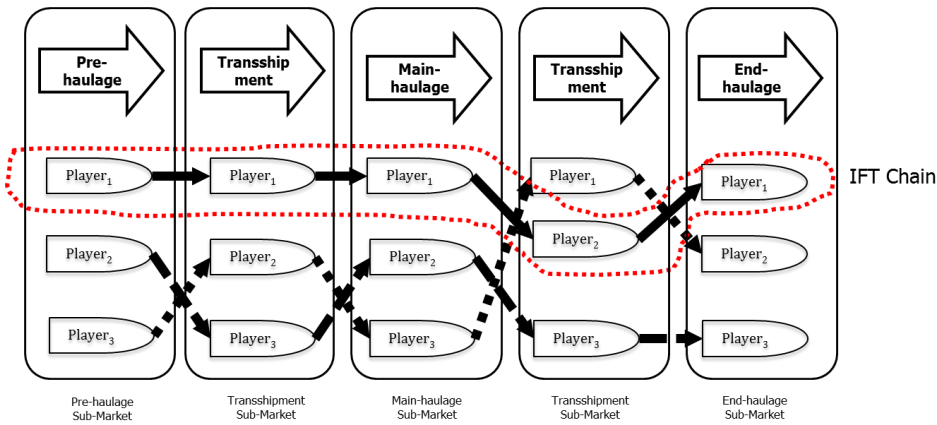 Pre-
haulage
Transship
ment
Main-
haulage
Transship
ment
End-
haulage
Player₁
Player₁
Player₁
Player₁
Player₁
IFT Chain
Player₂
Player₂
Player₂
Player₂
Player₂
Player₃
Player₃
Player₃
Player₃
Player₃
Pre-haulage
Sub-Market
Transshipment
Sub-Market
Main-haulage
Sub-Market
Transshipment
Sub-Market
End-haulage
Sub-Market